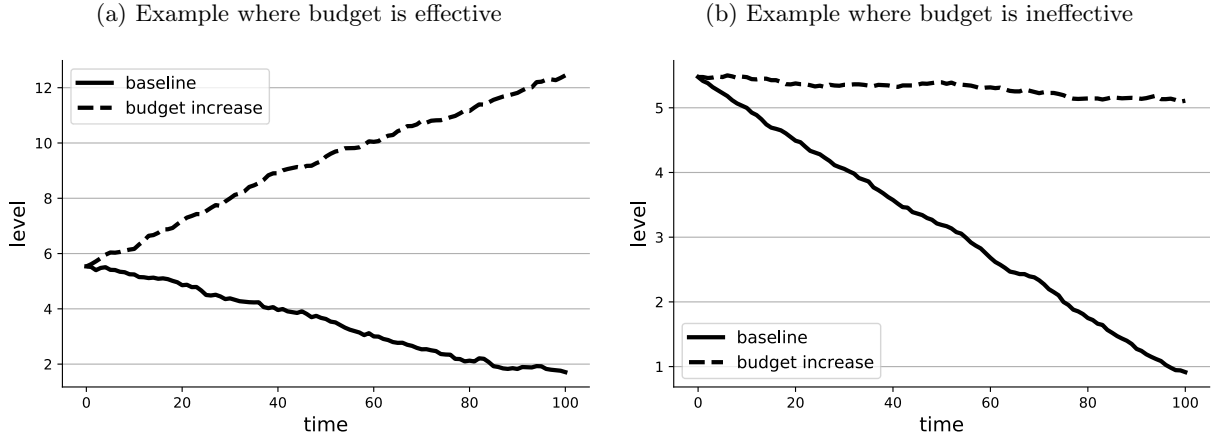 (a) Example where budget is effective
baseline
budget increase
12
10
8
6
4
2
level
0
20
40
60
80
100
time
(b) Example where budget is ineffective
5
4
3
2
1
level
baseline
budget increase
0
20
40
60
80
100
time